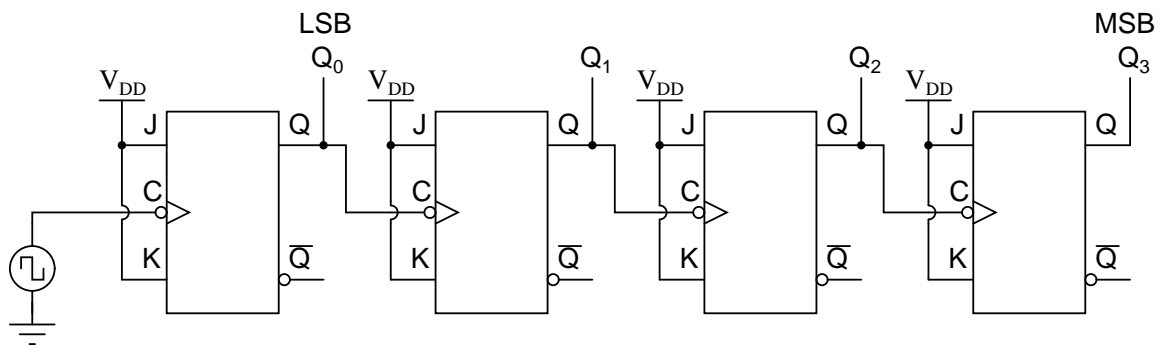 LSB MSB
Q0 Q1 Q2 Q3
VDD VDD VDD VDD
J Q J Q J Q J Q
C C C C
K Q̅ K Q̅ K Q̅ K Q̅